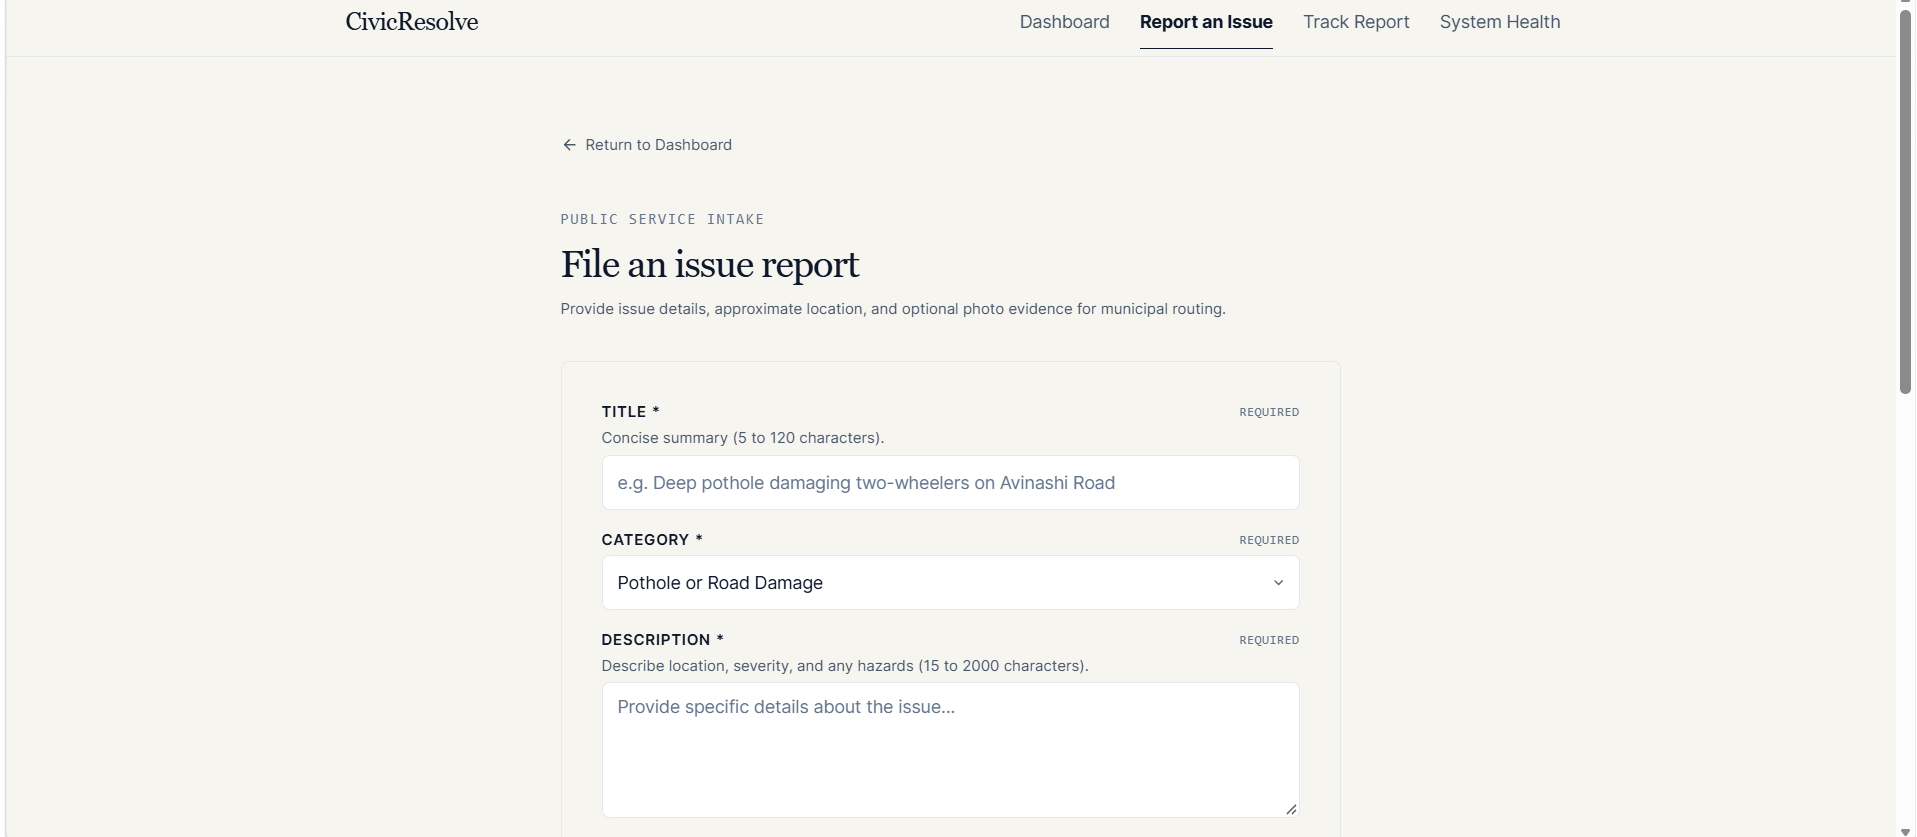 CivicResolve
Dashboard Report an Issue Track Report System Health
← Return to Dashboard
PUBLIC SERVICE INTAKE
File an issue report
Provide issue details, approximate location, and optional photo evidence for municipal routing.
TITLE * REQUIRED
Concise summary (5 to 120 characters).
e.g. Deep pothole damaging two-wheelers on Avinashi Road
CATEGORY * REQUIRED
Pothole or Road Damage
DESCRIPTION * REQUIRED
Describe location, severity, and any hazards (15 to 2000 characters).
Provide specific details about the issue...